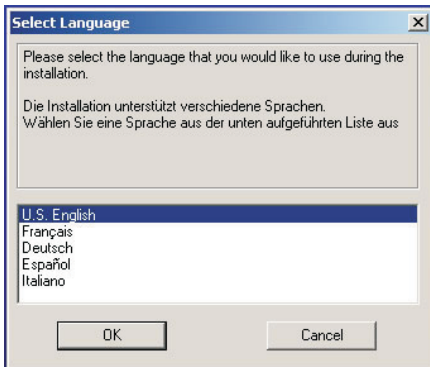 Select Language
Please select the language that you would like to use during the
installation.
Die Installation unterstützt verschiedene Sprachen.
Wählen Sie eine Sprache aus der unten aufgeführten Liste aus
U.S. English
Français
Deutsch
Español
Italiano
OK
Cancel